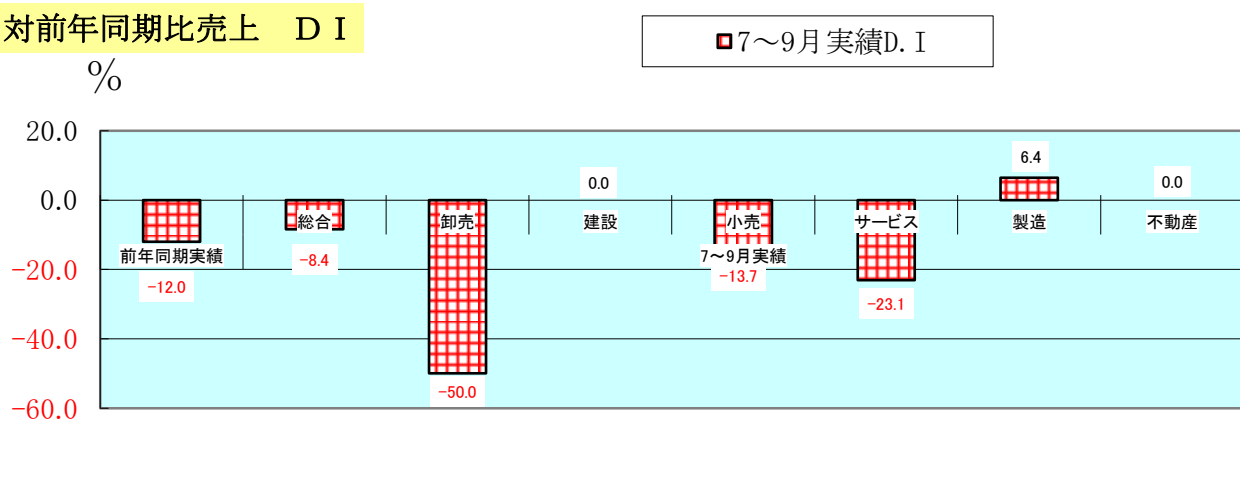 対前年同期比売上　ＤＩ
7～9月実績D.I
%
20.0
0.0
-20.0
-40.0
-60.0
6.4
0.0
0.0
総合
卸売
建設
小売
サービス
製造
不動産
前年同期実績
7～9月実績
-12.0
-8.4
-13.7
-23.1
-50.0